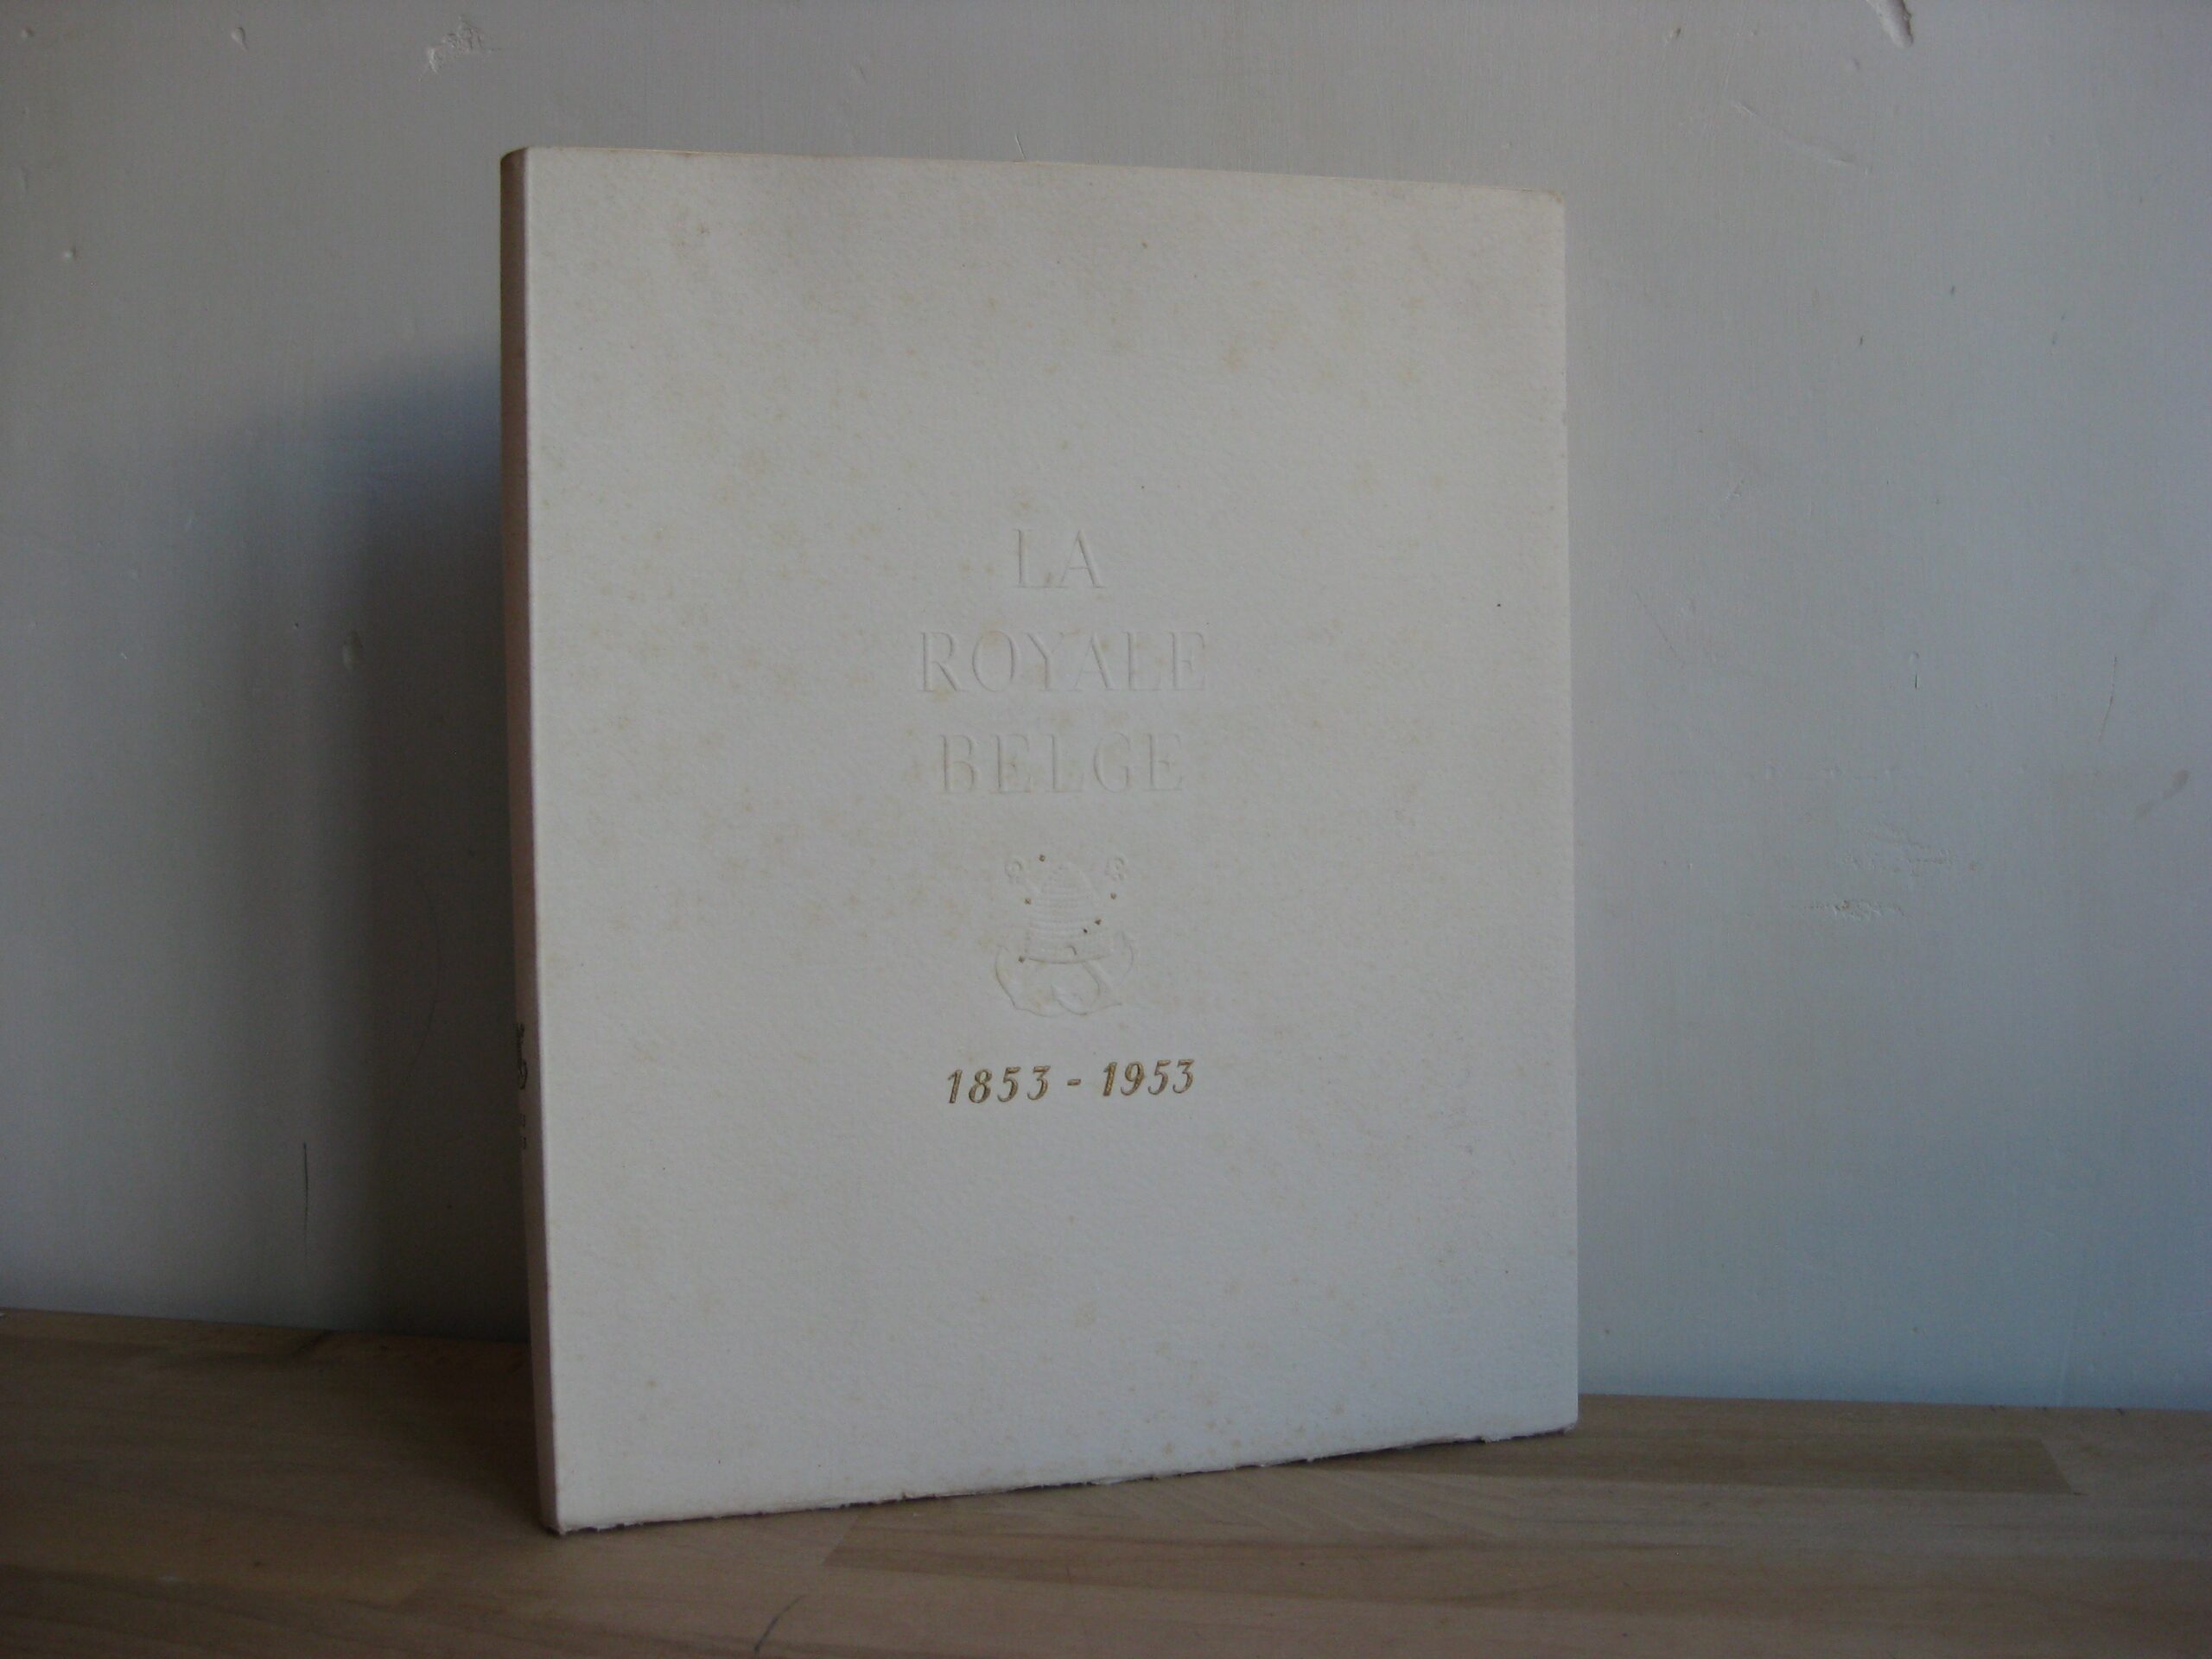 LA
ROYALE
BELGE
1853 - 1953